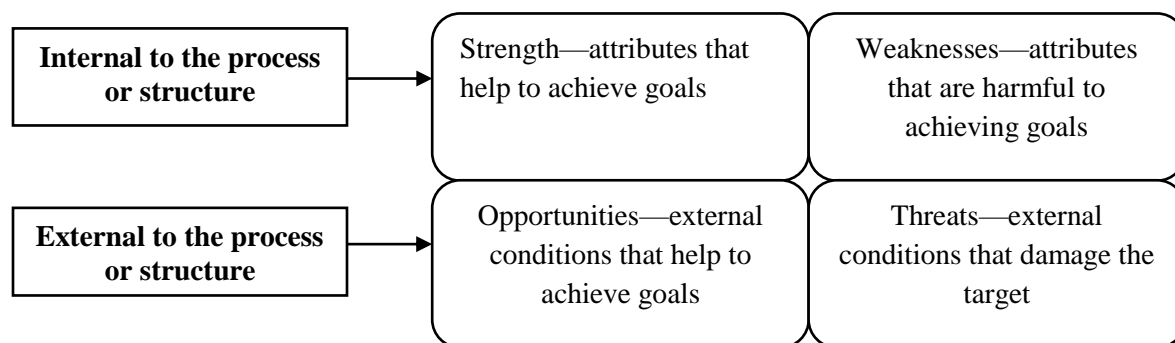 Internal to the process
or structure
Strength—attributes that
help to achieve goals
Weaknesses—attributes
that are harmful to
achieving goals
External to the process
or structure
Opportunities—external
conditions that help to
achieve goals
Threats—external
conditions that damage the
target